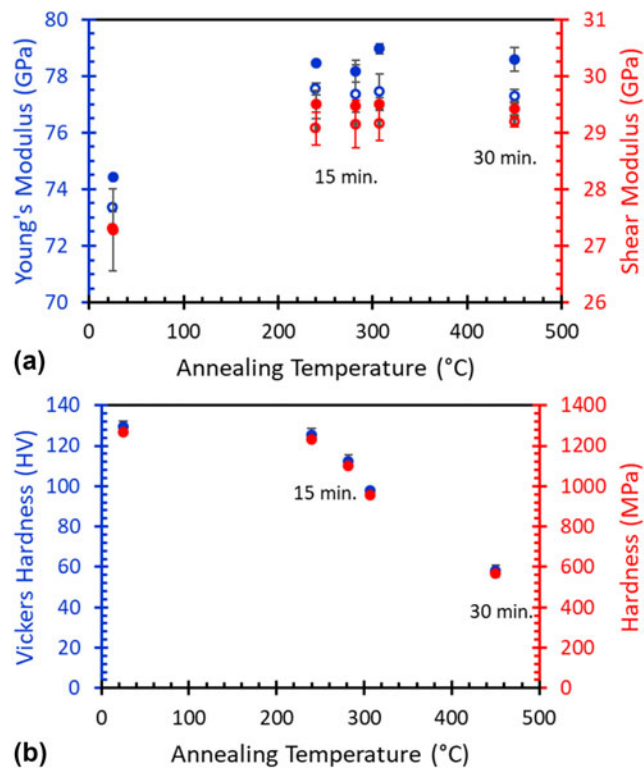 80
78
76
74
72
70
Young's Modulus (GPa)
31
30
29
28
27
26
Shear Modulus (GPa)
15 min.
30 min.
0 100 200 300 400 500
(a) Annealing Temperature (°C)
140
120
100
80
60
40
20
0
Vickers Hardness (HV)
1400
1200
1000
800
600
400
200
0
Hardness (MPa)
15 min.
30 min.
0 100 200 300 400 500
(b) Annealing Temperature (°C)